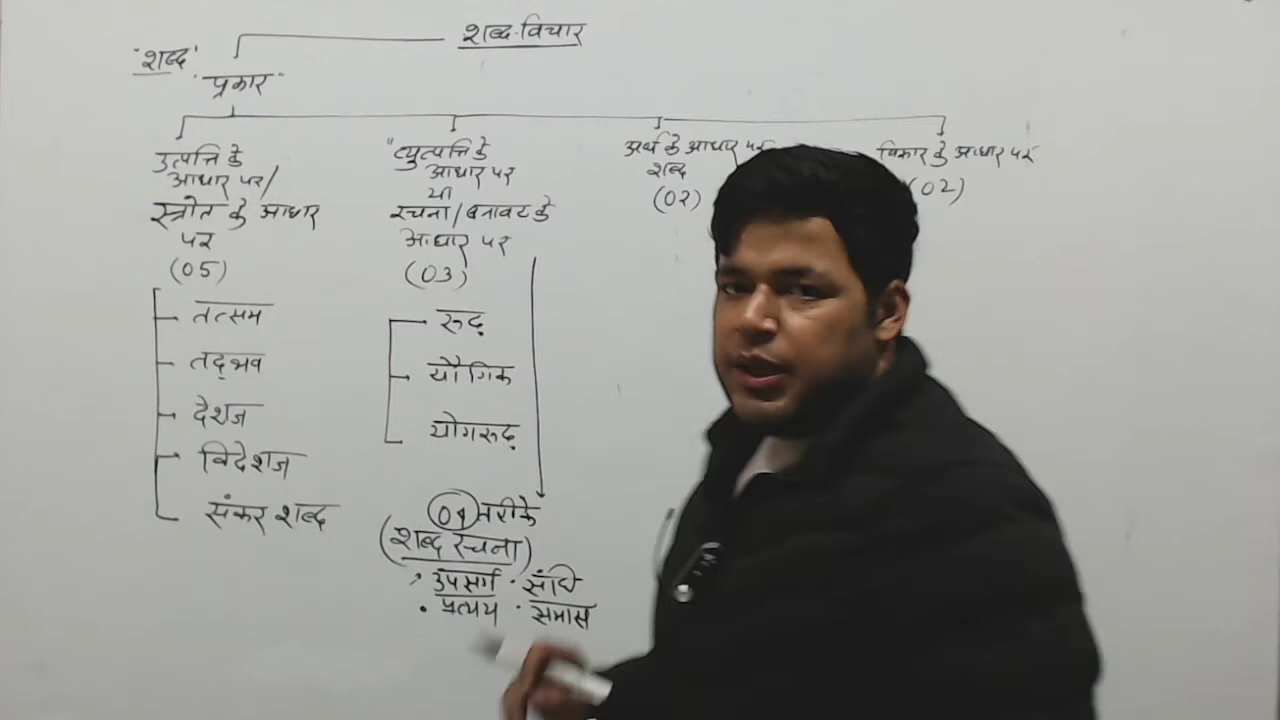 शब्द-विचार
"शब्द"
"प्रकार"
उत्पत्ति के
आधार पर/
स्त्रोत के आधार
पर
(05)
तत्सम
तद्भव
देशज
विदेशज
संकर शब्द
"व्युत्पत्ति के
आधार पर
या
रचना/बनावट के
आधार पर
(03)
रुढ़
यौगिक
योगरुढ़
04 तरीके
(शब्द रचना)
• उपसर्ग • संधि
• प्रत्यय • समास
अर्थ के आधार पर
शब्द
(02)
विकार के आधार पर
(02)